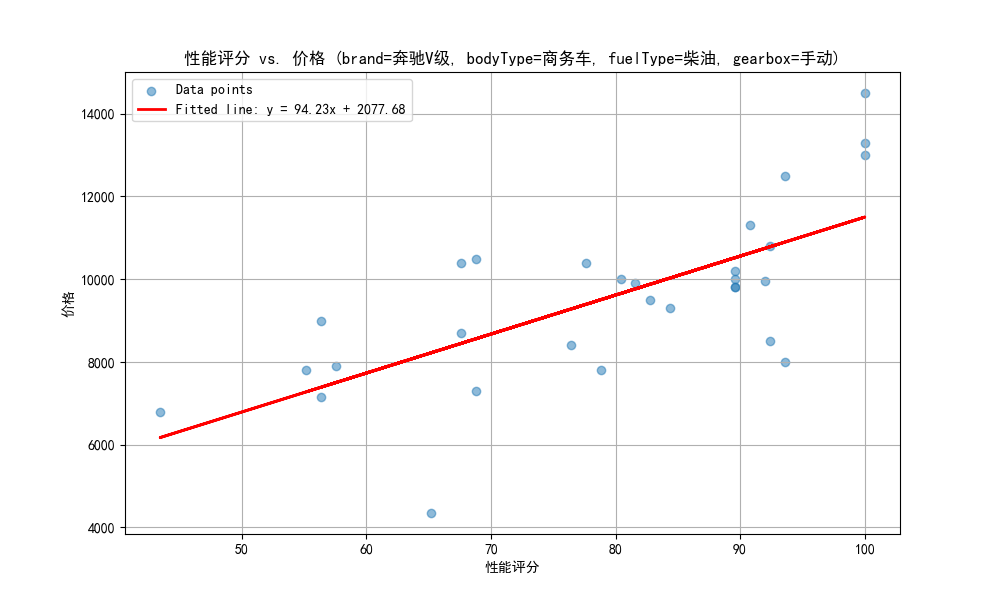 性能评分 vs. 价格 (brand=奔驰V级, bodyType=商务车, fuelType=柴油, gearbox=手动)
Data points
Fitted line: y = 94.23x + 2077.68
价格
14000
12000
10000
8000
6000
4000
50 60 70 80 90 100
性能评分